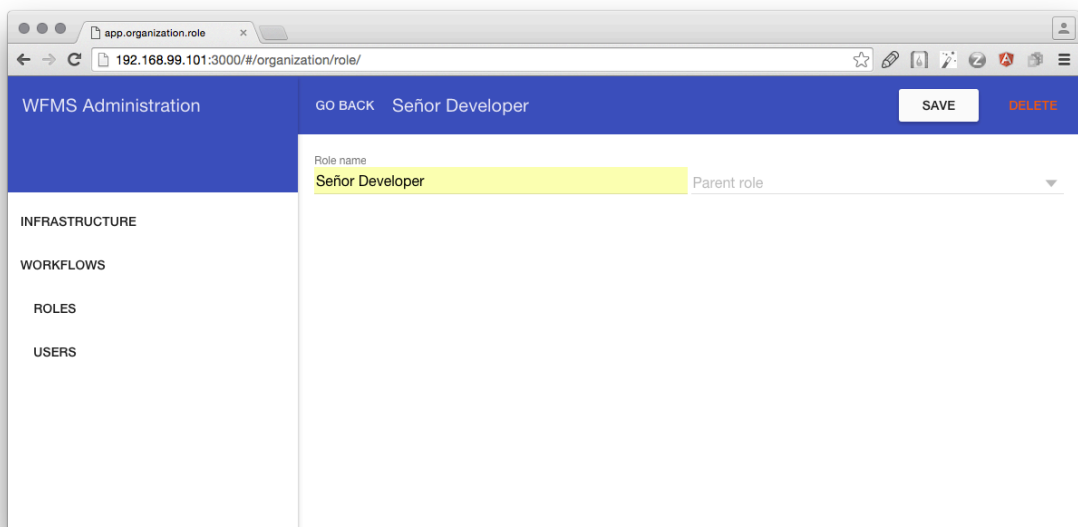 app.organization.role
192.168.99.101:3000/#/organization/role/
WFMS Administration
GO BACK Señor Developer SAVE DELETE
Role name
Señor Developer
Parent role
INFRASTRUCTURE
WORKFLOWS
ROLES
USERS